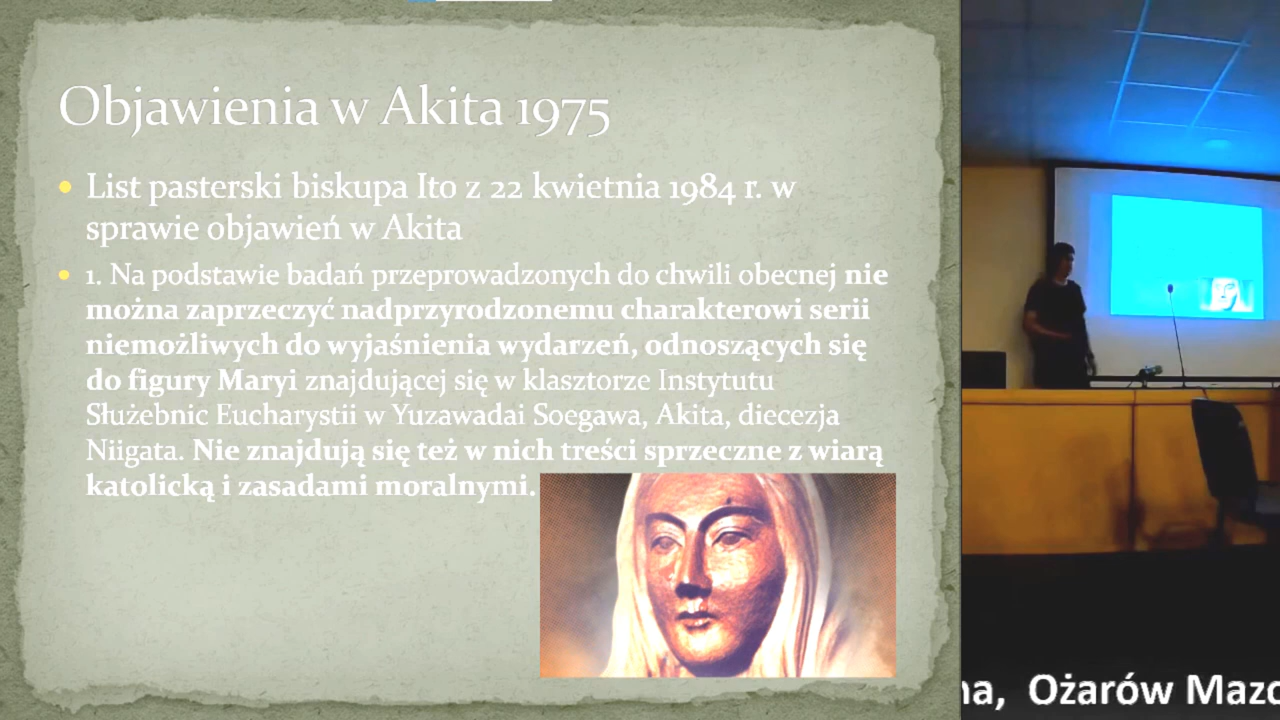 Objawienia w Akita 1975
List pasterski biskupa Ito z 22 kwietnia 1984 r. w
sprawie objawień w Akita
1. Na podstawie badań przeprowadzonych do chwili obecnej nie
można zaprzeczyć nadprzyrodzonemu charakterowi serii
niemożliwych do wyjaśnienia wydarzeń, odnoszących się
do figury Maryi znajdującej się w klasztorze Instytutu
Służebnic Eucharystii w Yuzawadai Soegawa, Akita, diecezja
Niigata. Nie znajdują się też w nich treści sprzeczne z wiarą
katolicką i zasadami moralnymi.
Ożarów